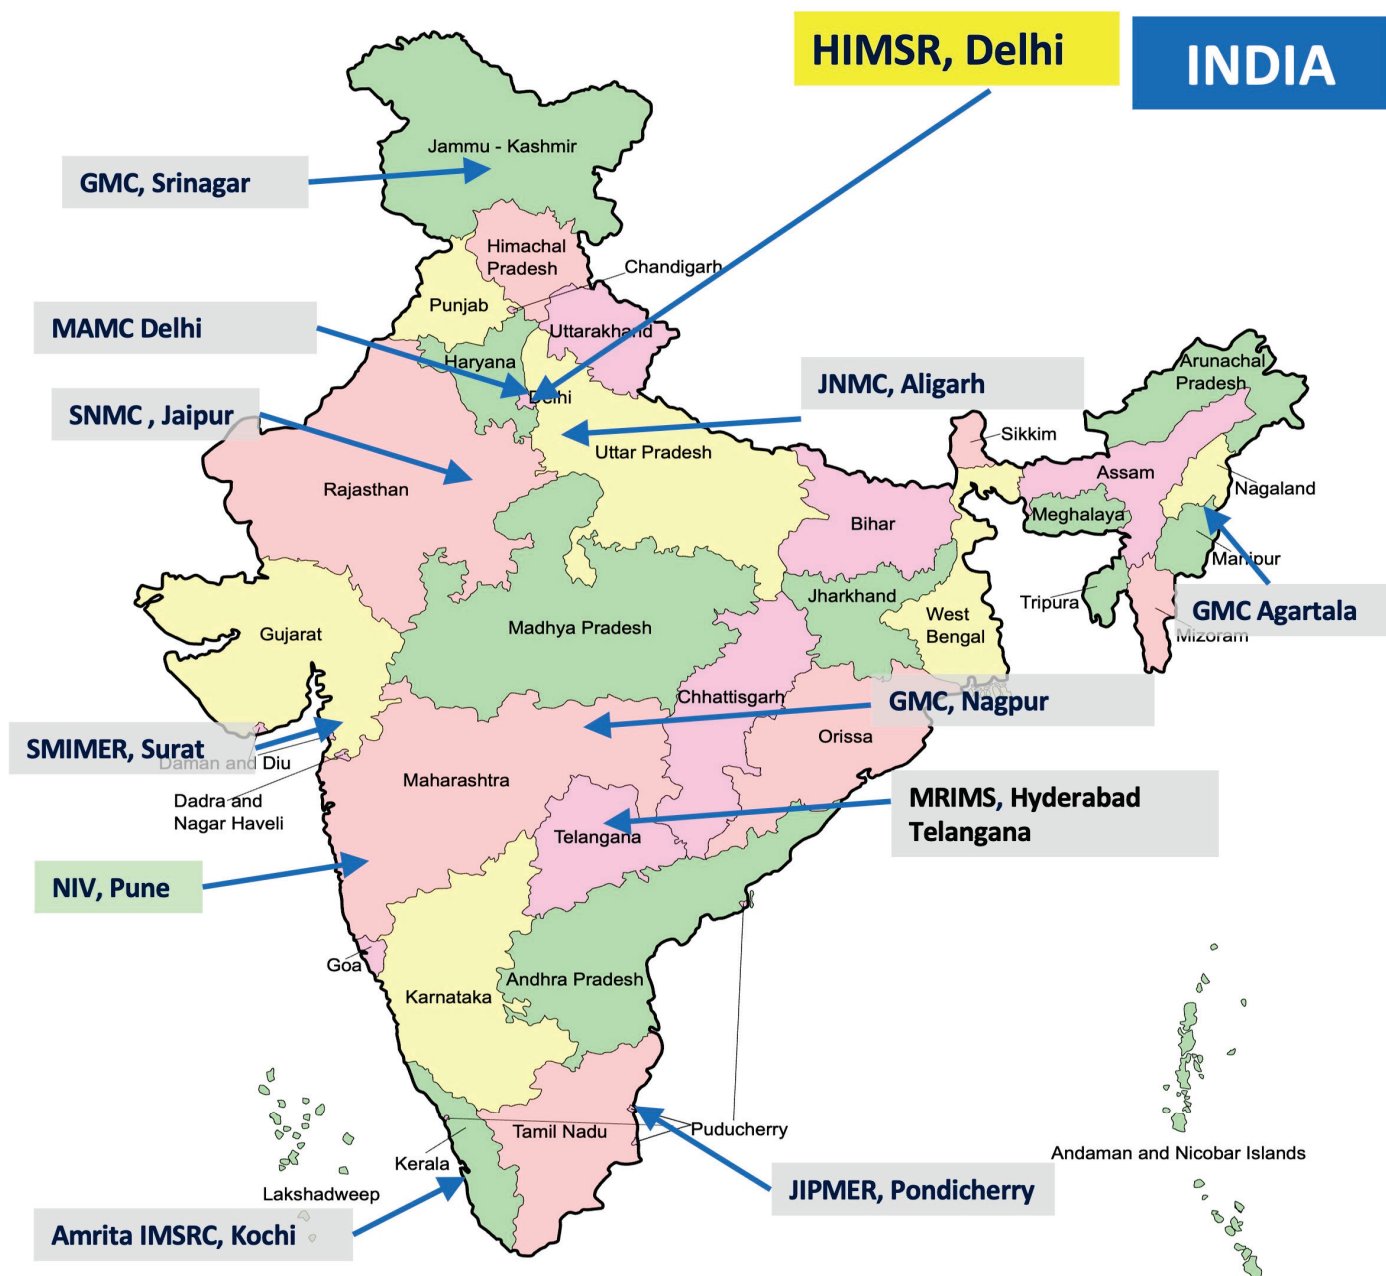 HIMSR, Delhi
INDIA
Jammu - Kashmir
GMC, Srinagar
Himachal
Pradesh
Chandigarh
Punjab
Uttarakhand
MAMC Delhi
Haryana
Delhi
JNMC, Aligarh
Arunachal
Pradesh
SNMC , Jaipur
Sikkim
Uttar Pradesh
Assam
Rajasthan
Nagaland
Meghalaya
Bihar
Manipur
Jharkhand
Tripura
GMC Agartala
West
Bengal
Gujarat
Madhya Pradesh
Mizoram
Chhattisgarh
GMC, Nagpur
Orissa
SMIMER, Surat
Daman and Diu
Maharashtra
Dadra and
Nagar Haveli
MRIMS, Hyderabad
Telangana
Telangana
NIV, Pune
Goa
Andhra Pradesh
Karnataka
Puducherry
Tamil Nadu
Kerala
Andaman and Nicobar Islands
Lakshadweep
JIPMER, Pondicherry
Amrita IMSRC, Kochi